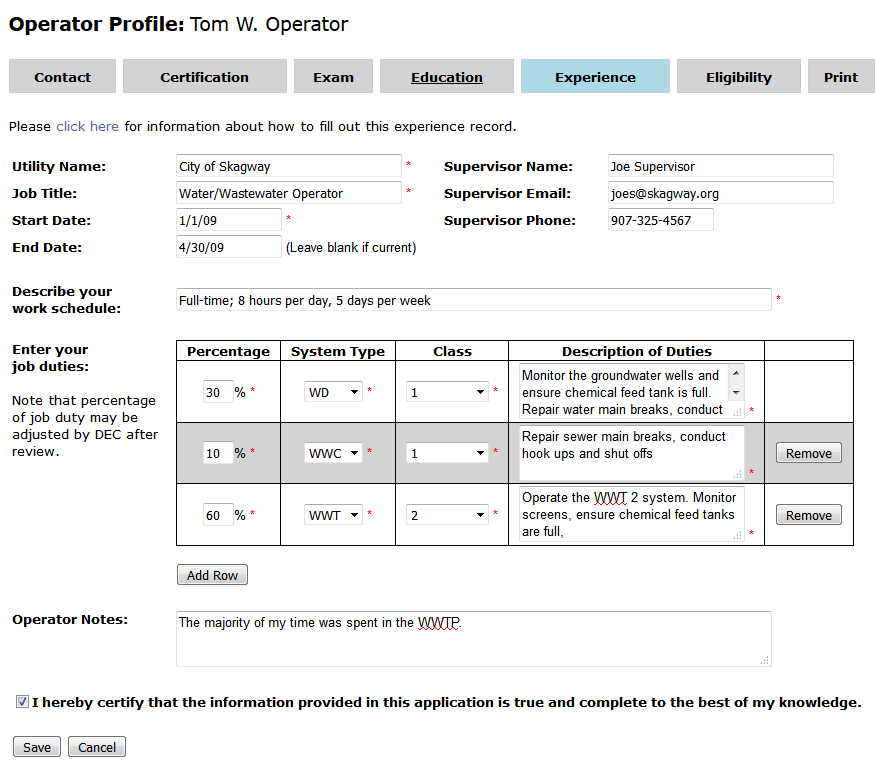 Operator Profile: Tom W. Operator
Contact Certification Exam Education Experience Eligibility Print
Please click here for information about how to fill out this experience record.
Utility Name: City of Skagway * Supervisor Name: Joe Supervisor
Job Title: Water/Wastewater Operator * Supervisor Email: joes@skagway.org
Start Date: 1/1/09 * Supervisor Phone: 907-325-4567
End Date: 4/30/09 (Leave blank if current)
Describe your
work schedule: Full-time; 8 hours per day, 5 days per week *
Enter your
job duties:
Note that percentage
of job duty may be
adjusted by DEC after
review.
Percentage System Type Class Description of Duties
30 % * WD * 1 * Monitor the groundwater wells and
ensure chemical feed tank is full.
Repair water main breaks, conduct *
10 % * WWC * 1 * Repair sewer main breaks, conduct
hook ups and shut offs * Remove
60 % * WWT * 2 * Operate the WWT 2 system. Monitor
screens, ensure chemical feed tanks
are full, * Remove
Add Row
Operator Notes: The majority of my time was spent in the WWTP.
I hereby certify that the information provided in this application is true and complete to the best of my knowledge.
Save Cancel